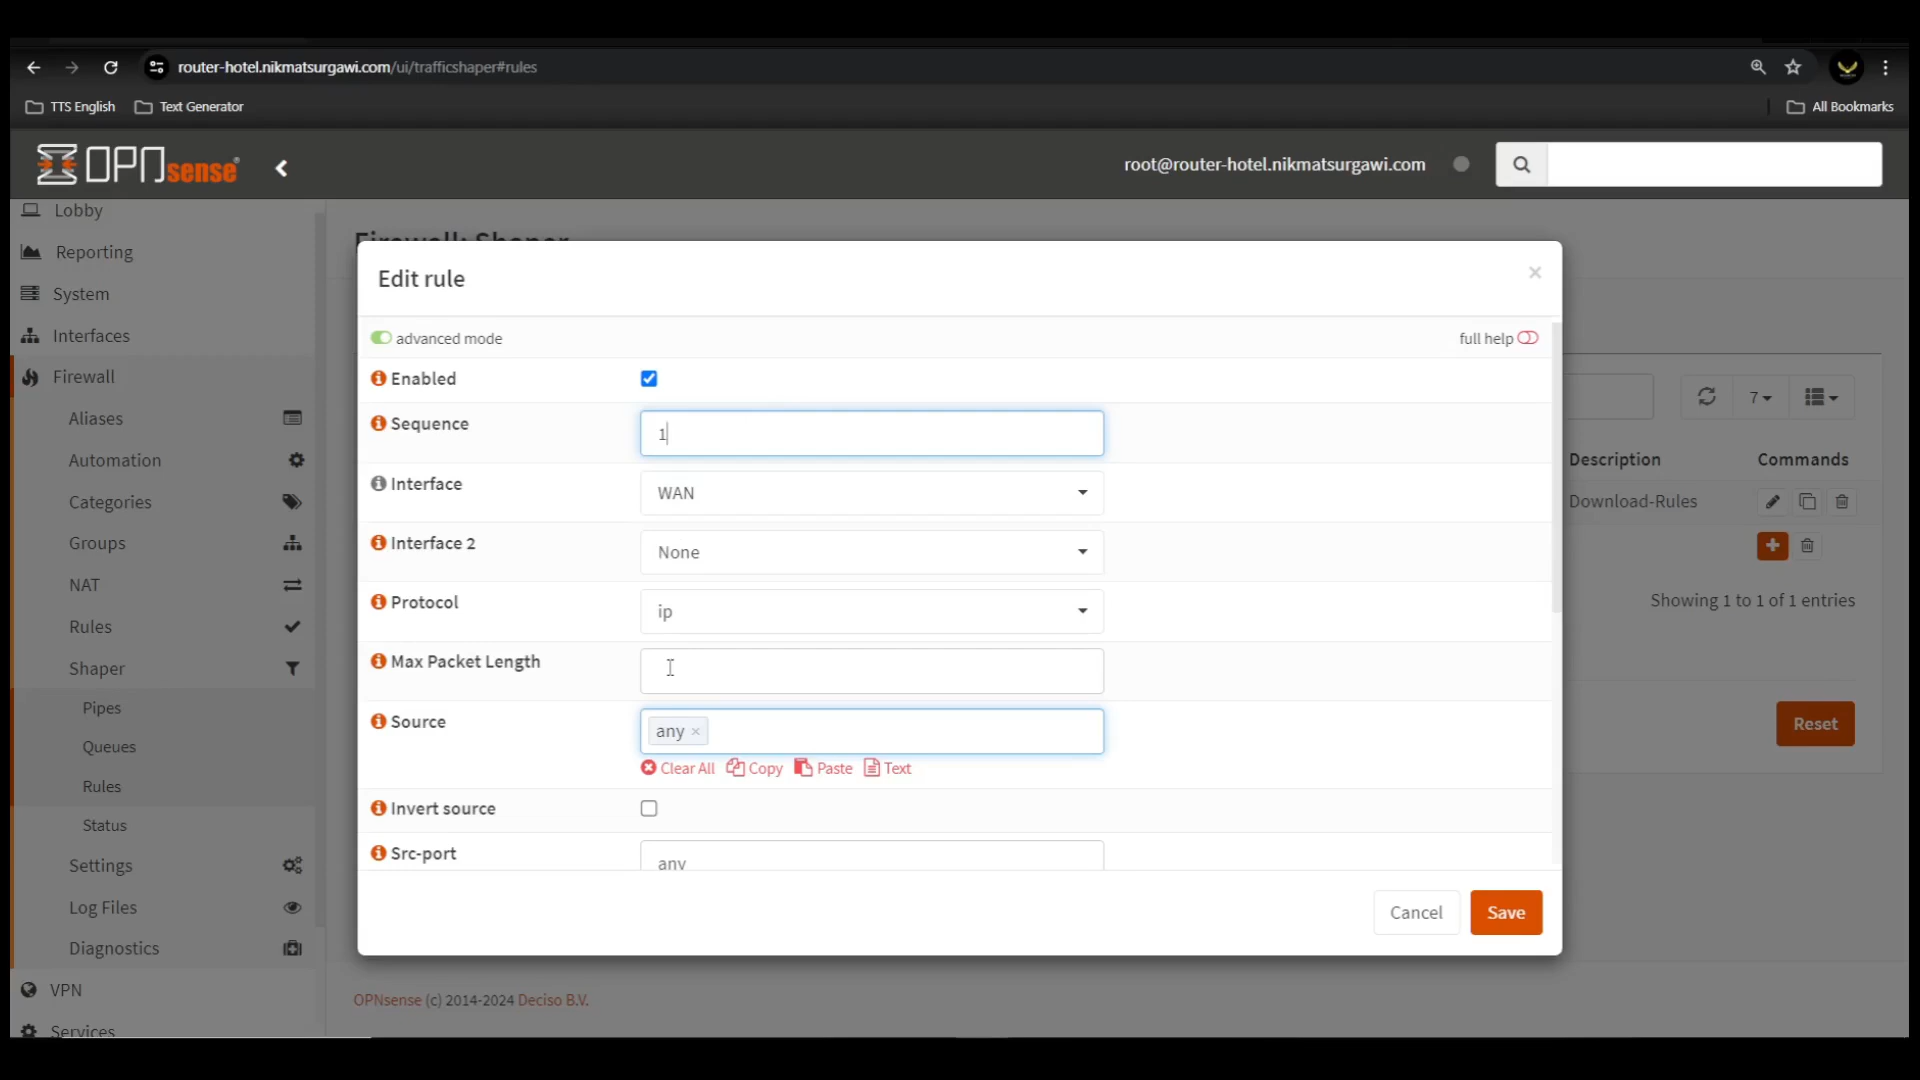 router-hotel.nikmatsurgawi.com/ui/trafficshaper#rules
TTS English Text Generator All Bookmarks
OPNsense root@router-hotel.nikmatsurgawi.com
Lobby
Reporting
System
Interfaces
Firewall
Aliases
Automation
Categories
Groups
NAT
Rules
Shaper
Pipes
Queues
Rules
Status
Settings
Log Files
Diagnostics
VPN
Services
Firewall: Shaper
Edit rule ×
advanced mode full help
Enabled
Sequence 1
Interface WAN
Interface 2 None
Protocol ip
Max Packet Length
Source any ×
Clear All Copy Paste Text
Invert source
Src-port any
Cancel Save
7
Description Commands
Download-Rules
Showing 1 to 1 of 1 entries
Reset
OPNsense (c) 2014-2024 Deciso B.V.